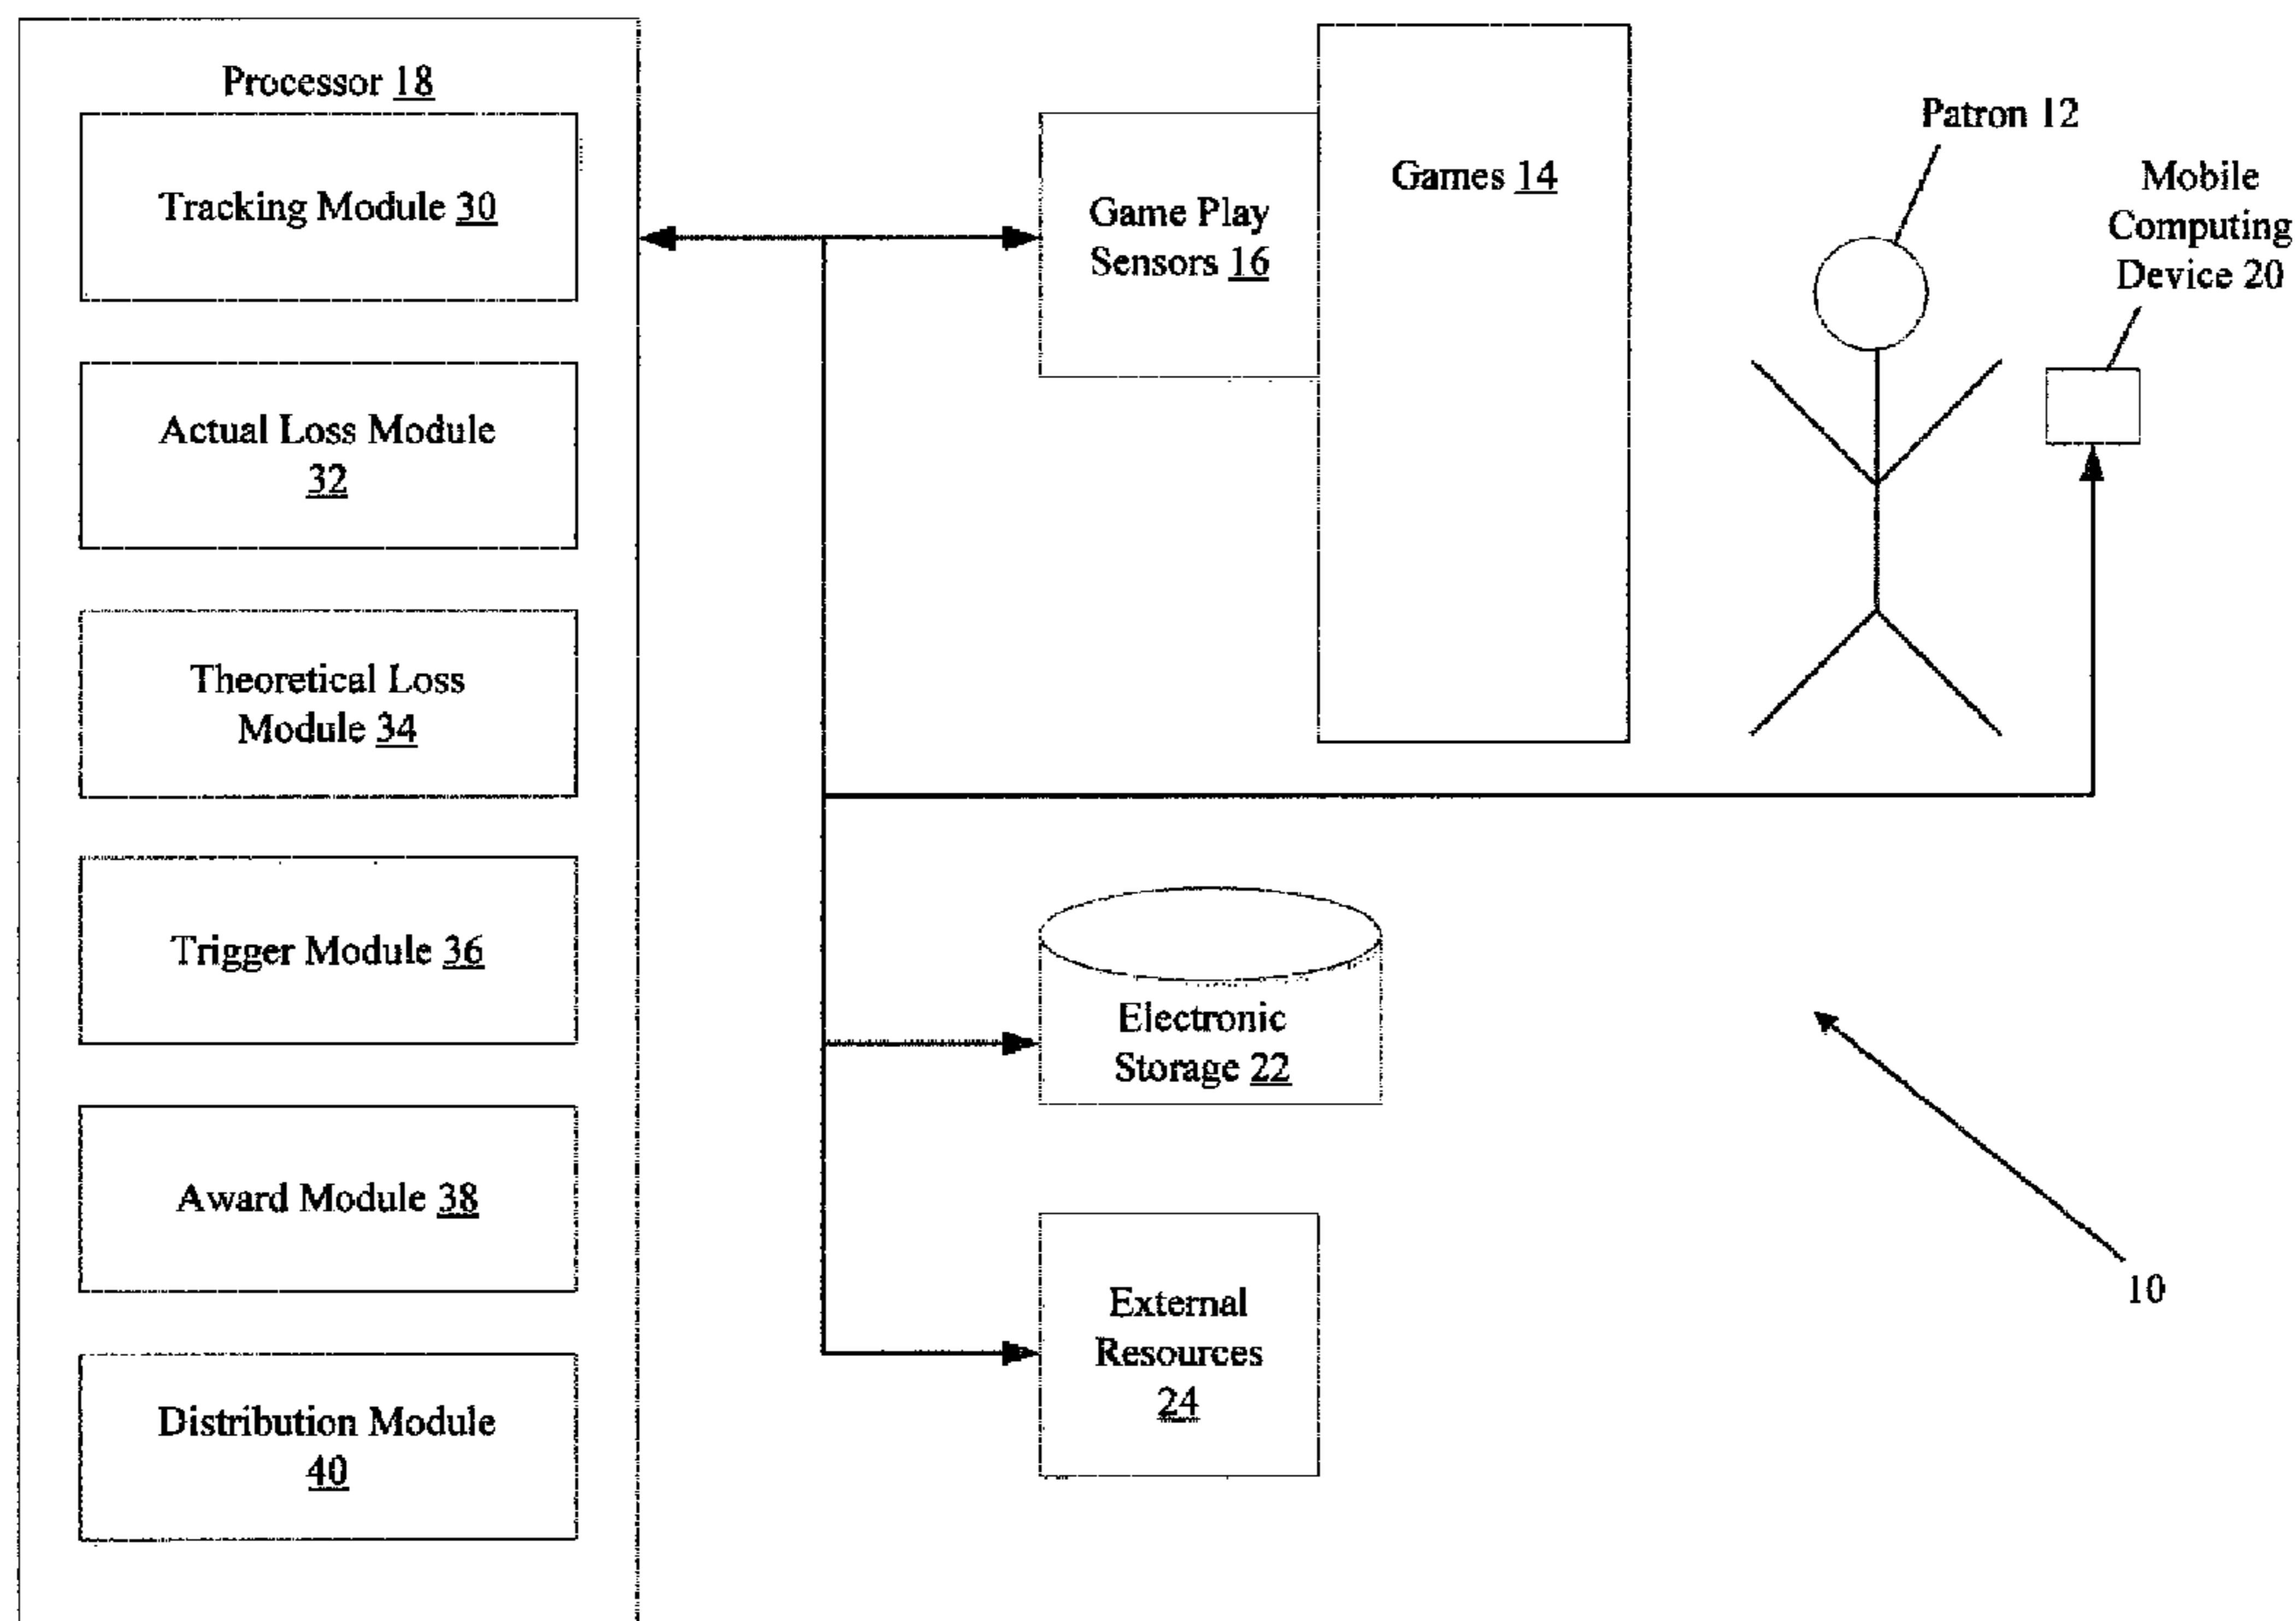 Processor 18
Tracking Module 30
Actual Loss Module
32
Theoretical Loss
Module 34
Trigger Module 36
Award Module 38
Distribution Module
40
Game Play
Sensors 16
Games 14
Patron 12
Mobile
Computing
Device 20
Electronic
Storage 22
External
Resources
24
10